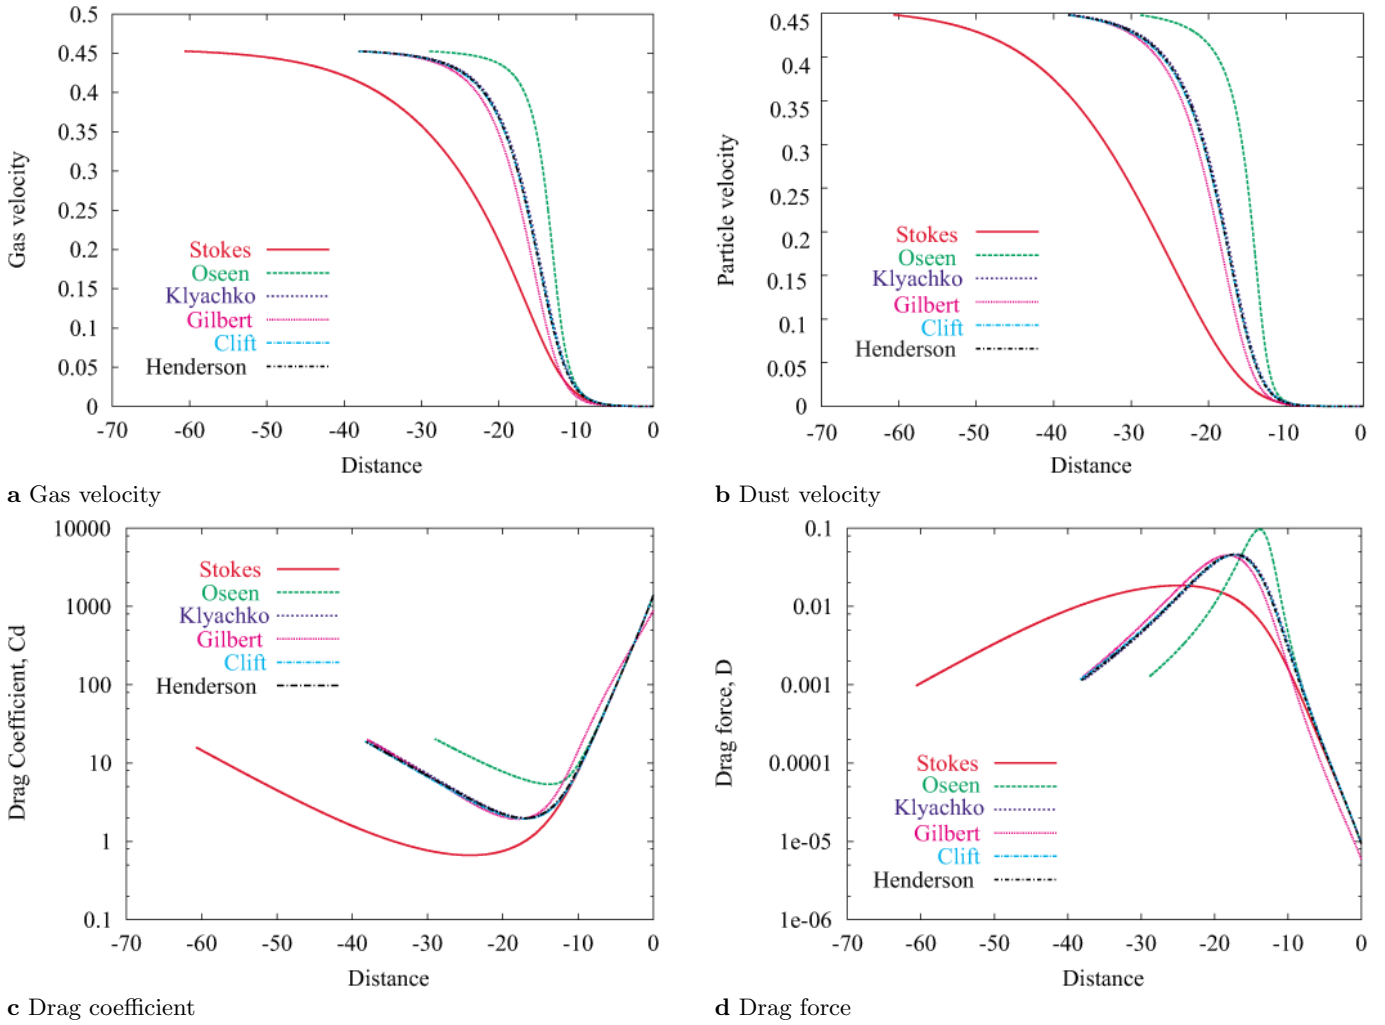 0.5
0.45
0.4
0.35
0.3
0.25
0.2
0.15
0.1
0.05
0
Gas velocity
Stokes
Oseen
Klyachko
Gilbert
Clift
Henderson
-70 -60 -50 -40 -30 -20 -10 0
Distance
a Gas velocity
0.45
0.4
0.35
0.3
0.25
0.2
0.15
0.1
0.05
0
Particle velocity
Stokes
Oseen
Klyachko
Gilbert
Clift
Henderson
-70 -60 -50 -40 -30 -20 -10 0
Distance
b Dust velocity
10000
1000
100
10
1
0.1
Drag Coefficient, Cd
Stokes
Oseen
Klyachko
Gilbert
Clift
Henderson
-70 -60 -50 -40 -30 -20 -10 0
Distance
c Drag coefficient
0.1
0.01
0.001
0.0001
1e-05
1e-06
Drag force, D
Stokes
Oseen
Klyachko
Gilbert
Clift
Henderson
-70 -60 -50 -40 -30 -20 -10 0
Distance
d Drag force